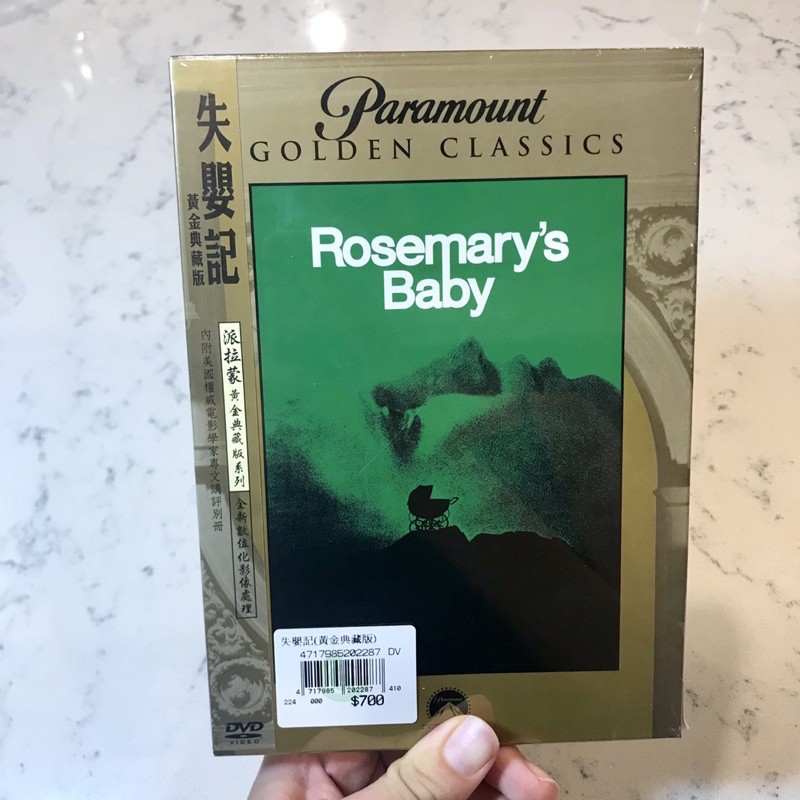 Paramount
GOLDEN CLASSICS
失嬰記
黃金典藏版
派拉蒙 黃金典藏版系列 全新數位化影像處理
內附美國權威電影學家專文講評別冊
Rosemary's
Baby
失嬰記(黃金典藏版)
4717985202287 DV
4 717985 202287 410
224 000 $700
DVD
VIDEO
Paramount